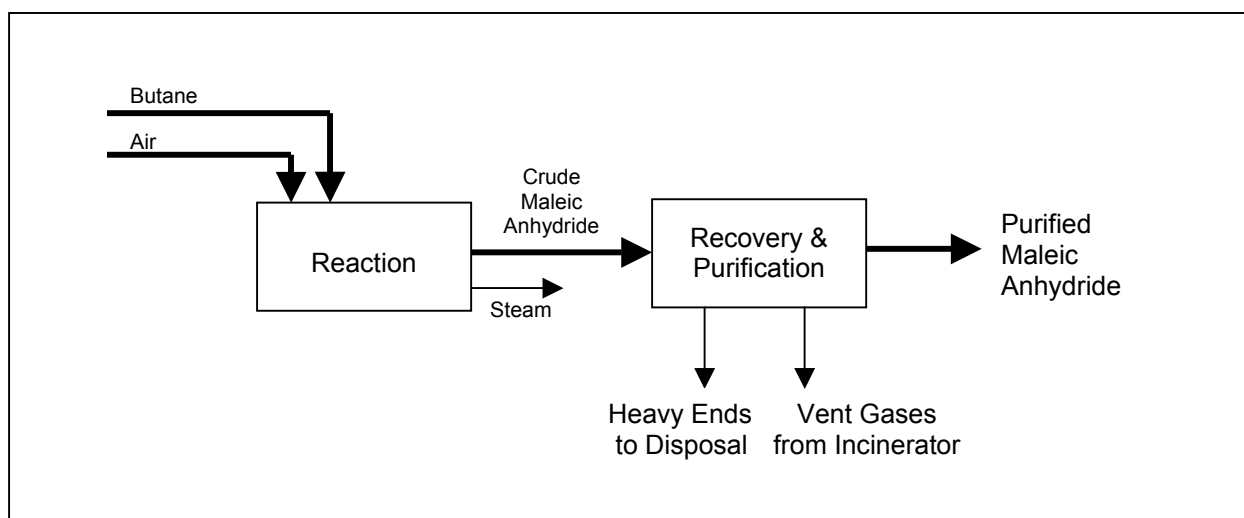 Butane
Air
Reaction
Crude
Maleic
Anhydride
Steam
Recovery &
Purification
Purified
Maleic
Anhydride
Heavy Ends
to Disposal
Vent Gases
from Incinerator